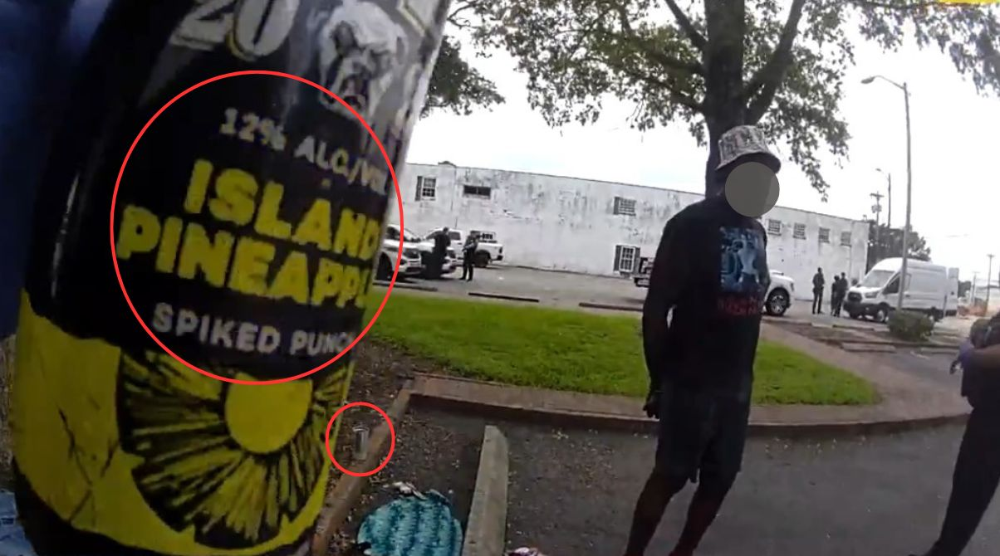 20
12% ALC./VOL
ISLAND
PINEAPPL
SPIKED PUNCH